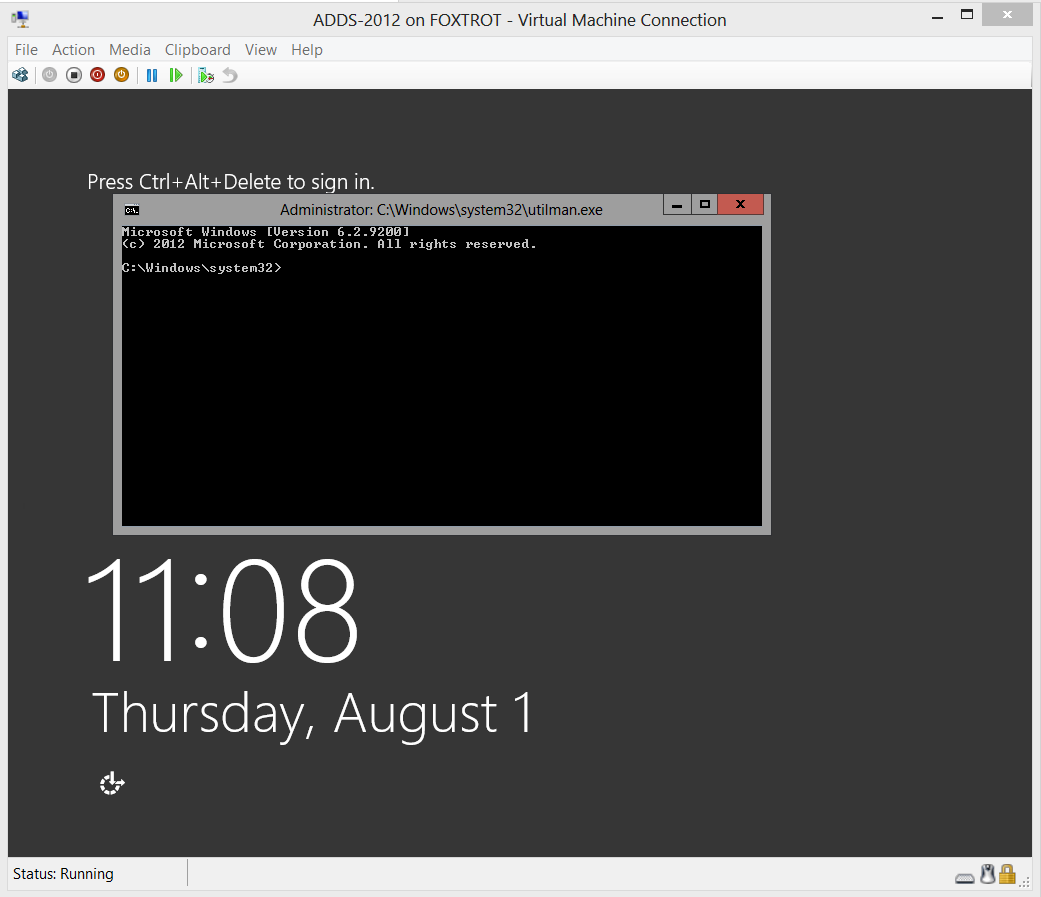 ADDS-2012 on FOXTROT - Virtual Machine Connection
File Action Media Clipboard View Help
Press Ctrl+Alt+Delete to sign in.
Administrator: C:\Windows\system32\utilman.exe
Microsoft Windows [Version 6.2.9200]
(c) 2012 Microsoft Corporation. All rights reserved.
C:\Windows\system32>
11:08
Thursday, August 1
Status: Running